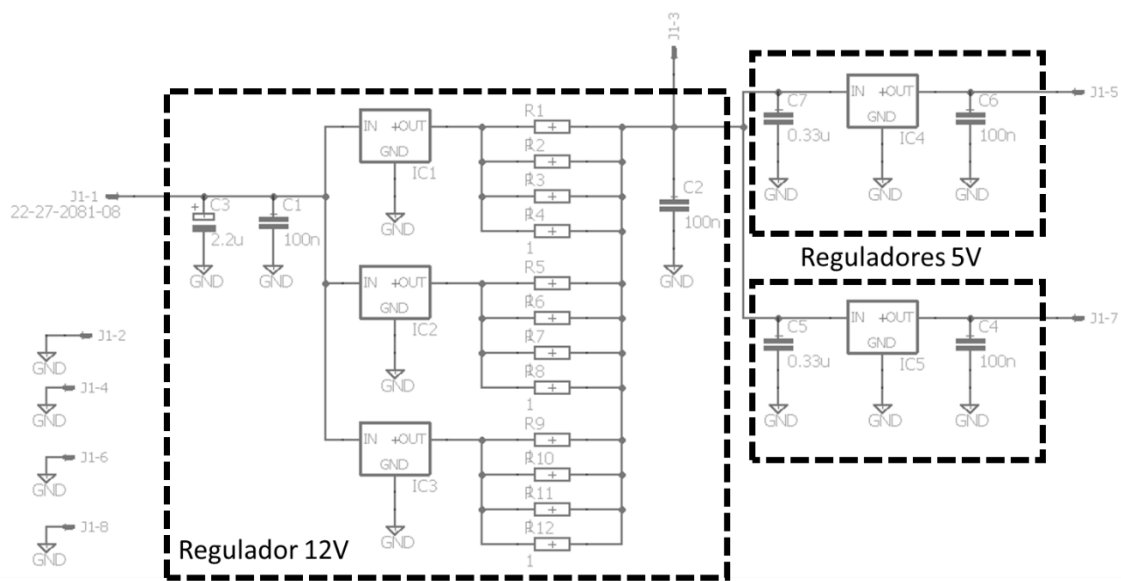 J1-3
R1
IN +OUT
GND
IC1
R2
R3
R4
1
GND
J1-1
22-27-2081-08
+
C3
2.2u
GND
C1
100n
GND
C2
100n
GND
C7
0.33u
GND
IN +OUT
GND
IC4
GND
C6
100n
GND
J1-5
Reguladores 5V
R5
IN +OUT
GND
IC2
R6
R7
R8
1
GND
C5
0.33u
GND
IN +OUT
GND
IC5
GND
C4
100n
GND
J1-7
J1-2
GND
J1-4
GND
J1-6
GND
J1-8
GND
R9
IN +OUT
GND
IC3
R10
R11
R12
1
GND
Regulador 12V